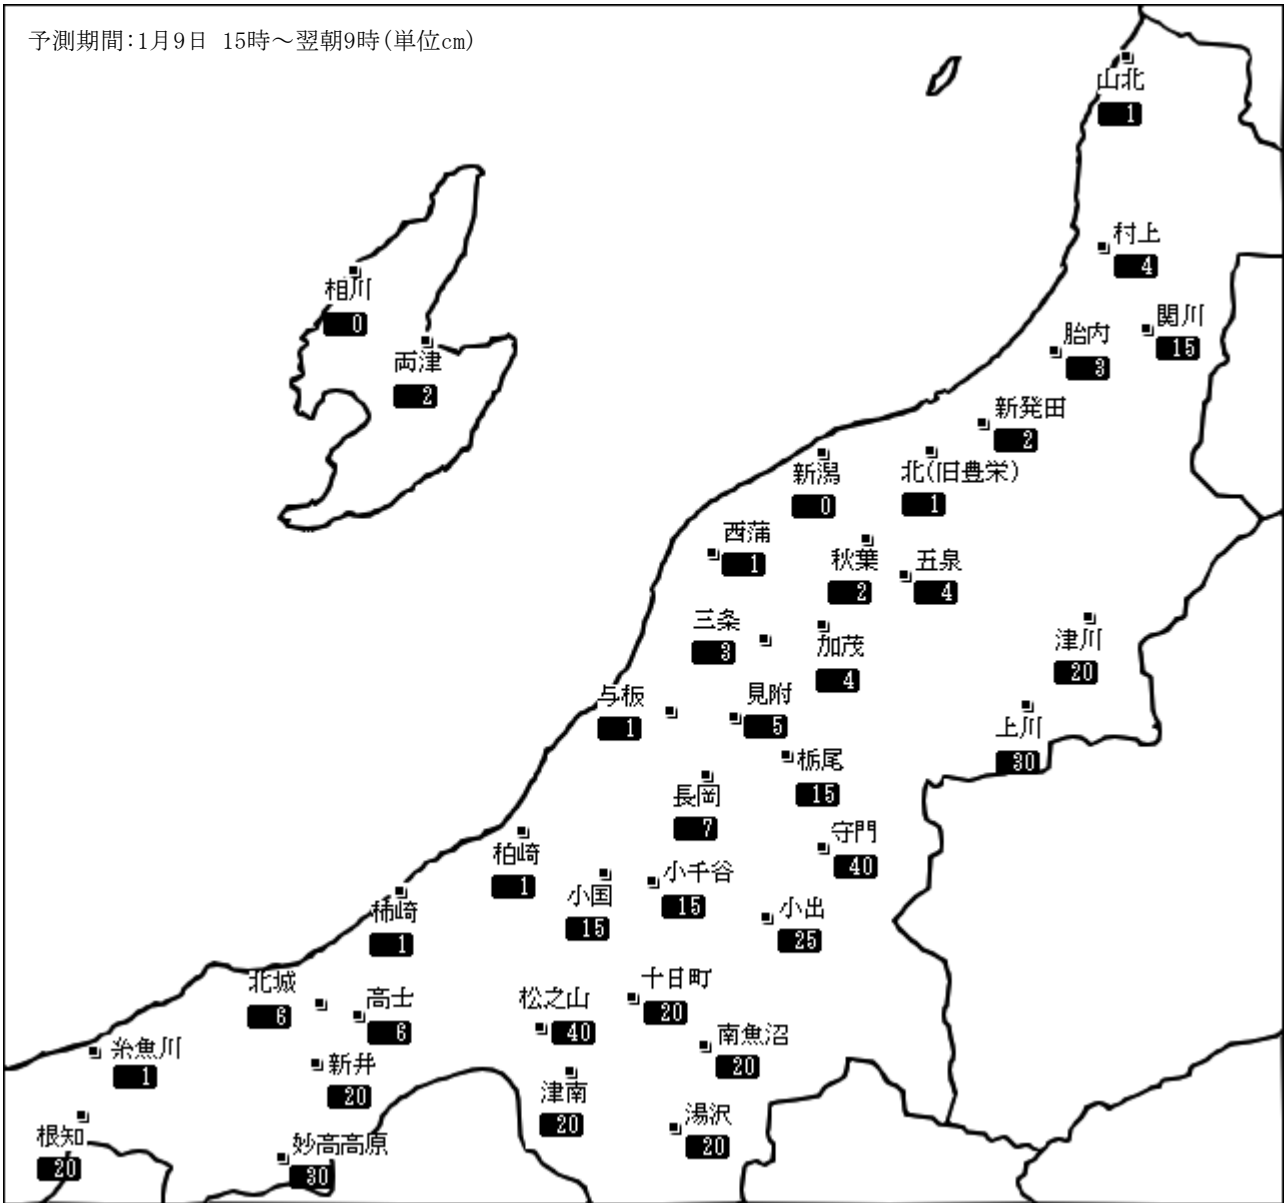 予測期間:1月9日 15時～翌朝9時(単位cm)
山北
1
村上
4
関川
15
胎内
3
相川
0
両津
2
新発田
2
新潟
0
北(旧豊栄)
1
西蒲
1
秋葉
2
五泉
4
三条
3
加茂
4
津川
20
与板
1
見附
5
上川
30
栃尾
15
長岡
7
守門
40
柏崎
1
小国
15
小千谷
15
小出
25
柿崎
1
北城
6
高士
6
松之山
40
十日町
20
南魚沼
20
糸魚川
1
新井
20
津南
20
湯沢
20
根知
20
妙高高原
30